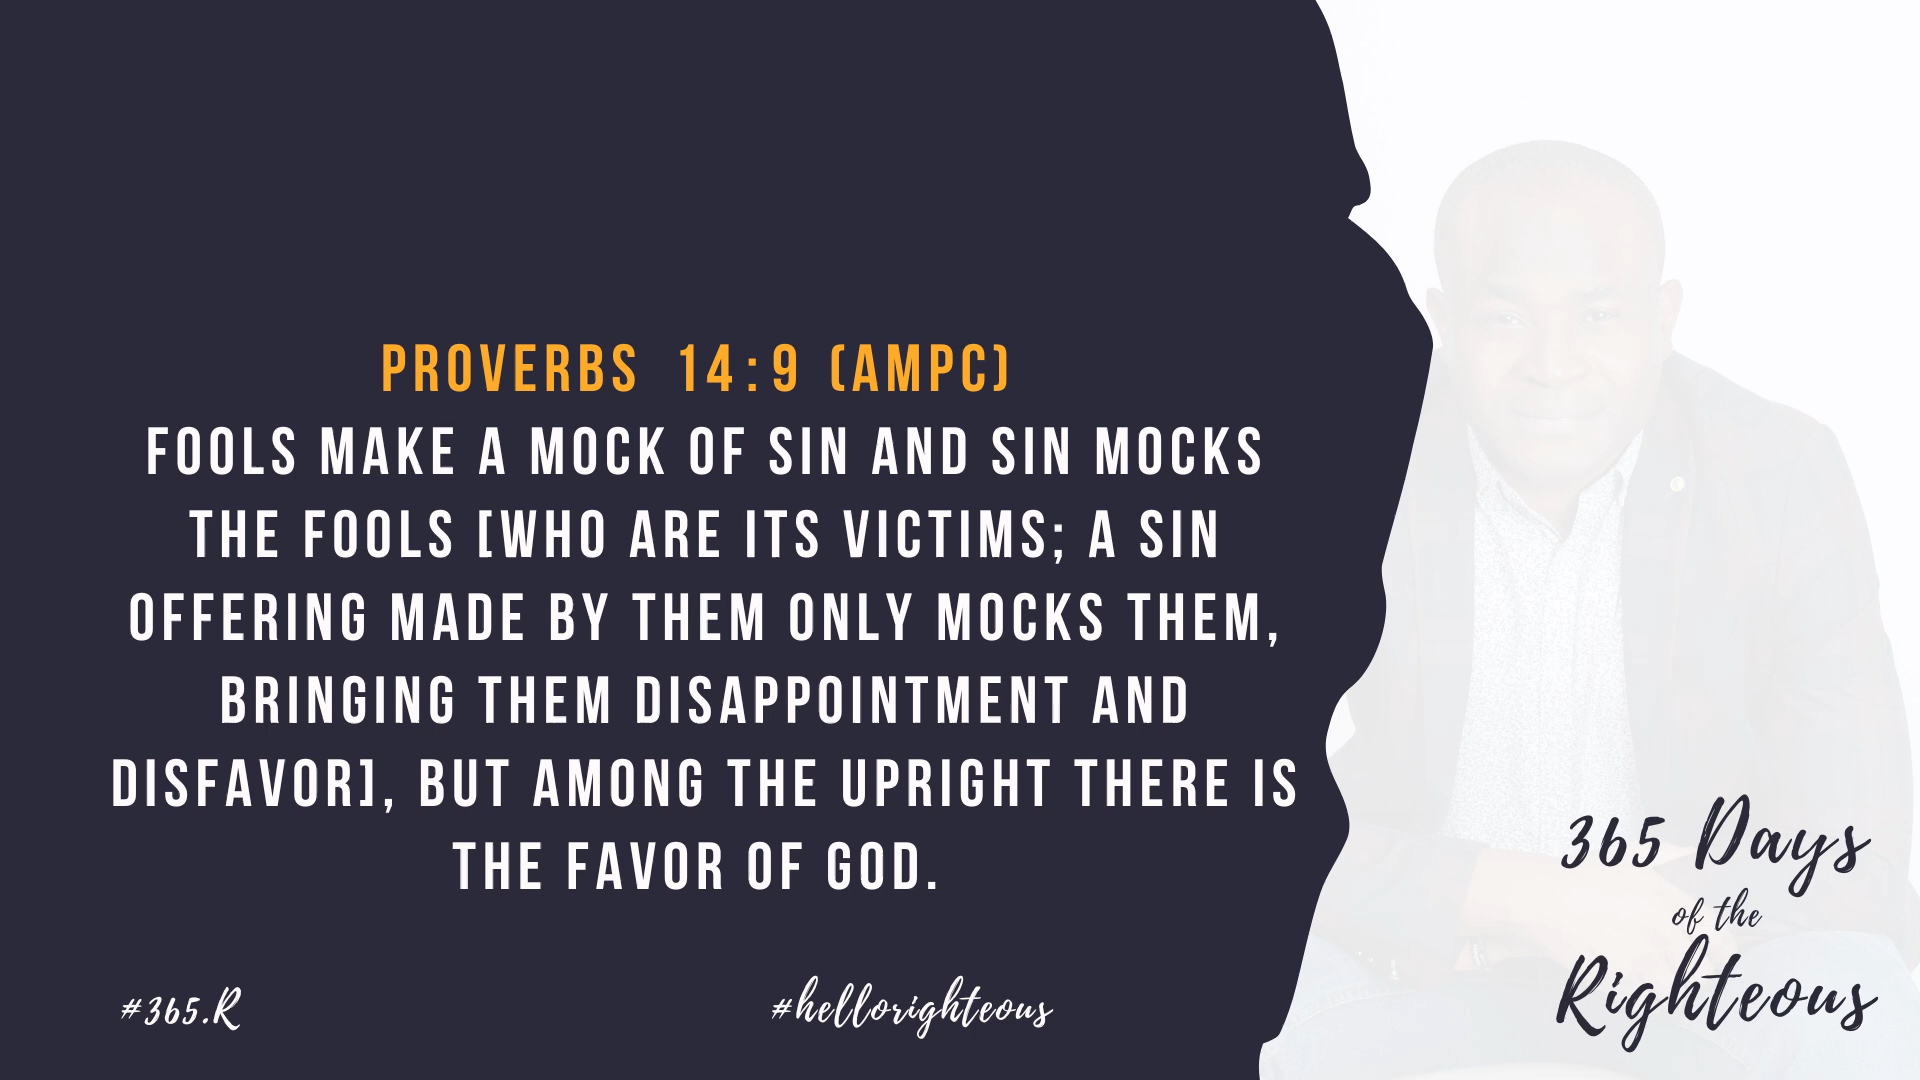 PROVERBS 14:9 (AMPC)
FOOLS MAKE A MOCK OF SIN AND SIN MOCKS
THE FOOLS [WHO ARE ITS VICTIMS; A SIN
OFFERING MADE BY THEM ONLY MOCKS THEM,
BRINGING THEM DISAPPOINTMENT AND
DISFAVOR], BUT AMONG THE UPRIGHT THERE IS
THE FAVOR OF GOD.
#365.R
#hellorighteous
365 Days
of the
Righteous